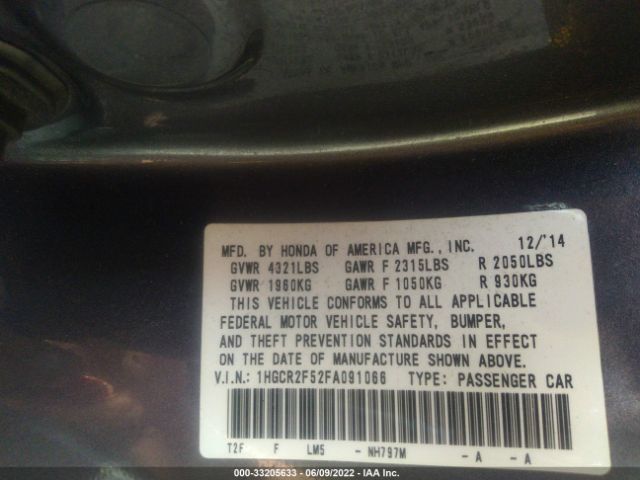 MFD. BY HONDA OF AMERICA MFG., INC. 12/'14
GVWR 4321LBS GAWR F 2315LBS R 2050LBS
GVWR 1960KG GAWR F 1050KG R 930KG
THIS VEHICLE CONFORMS TO ALL APPLICABLE
FEDERAL MOTOR VEHICLE SAFETY, BUMPER,
AND THEFT PREVENTION STANDARDS IN EFFECT
ON THE DATE OF MANUFACTURE SHOWN ABOVE.
V.I.N.: 1HGCR2F52FA091066 TYPE: PASSENGER CAR
T2F F LM5 - NH797M - A - A
000-33205633 - 06/09/2022 - IAA Inc.